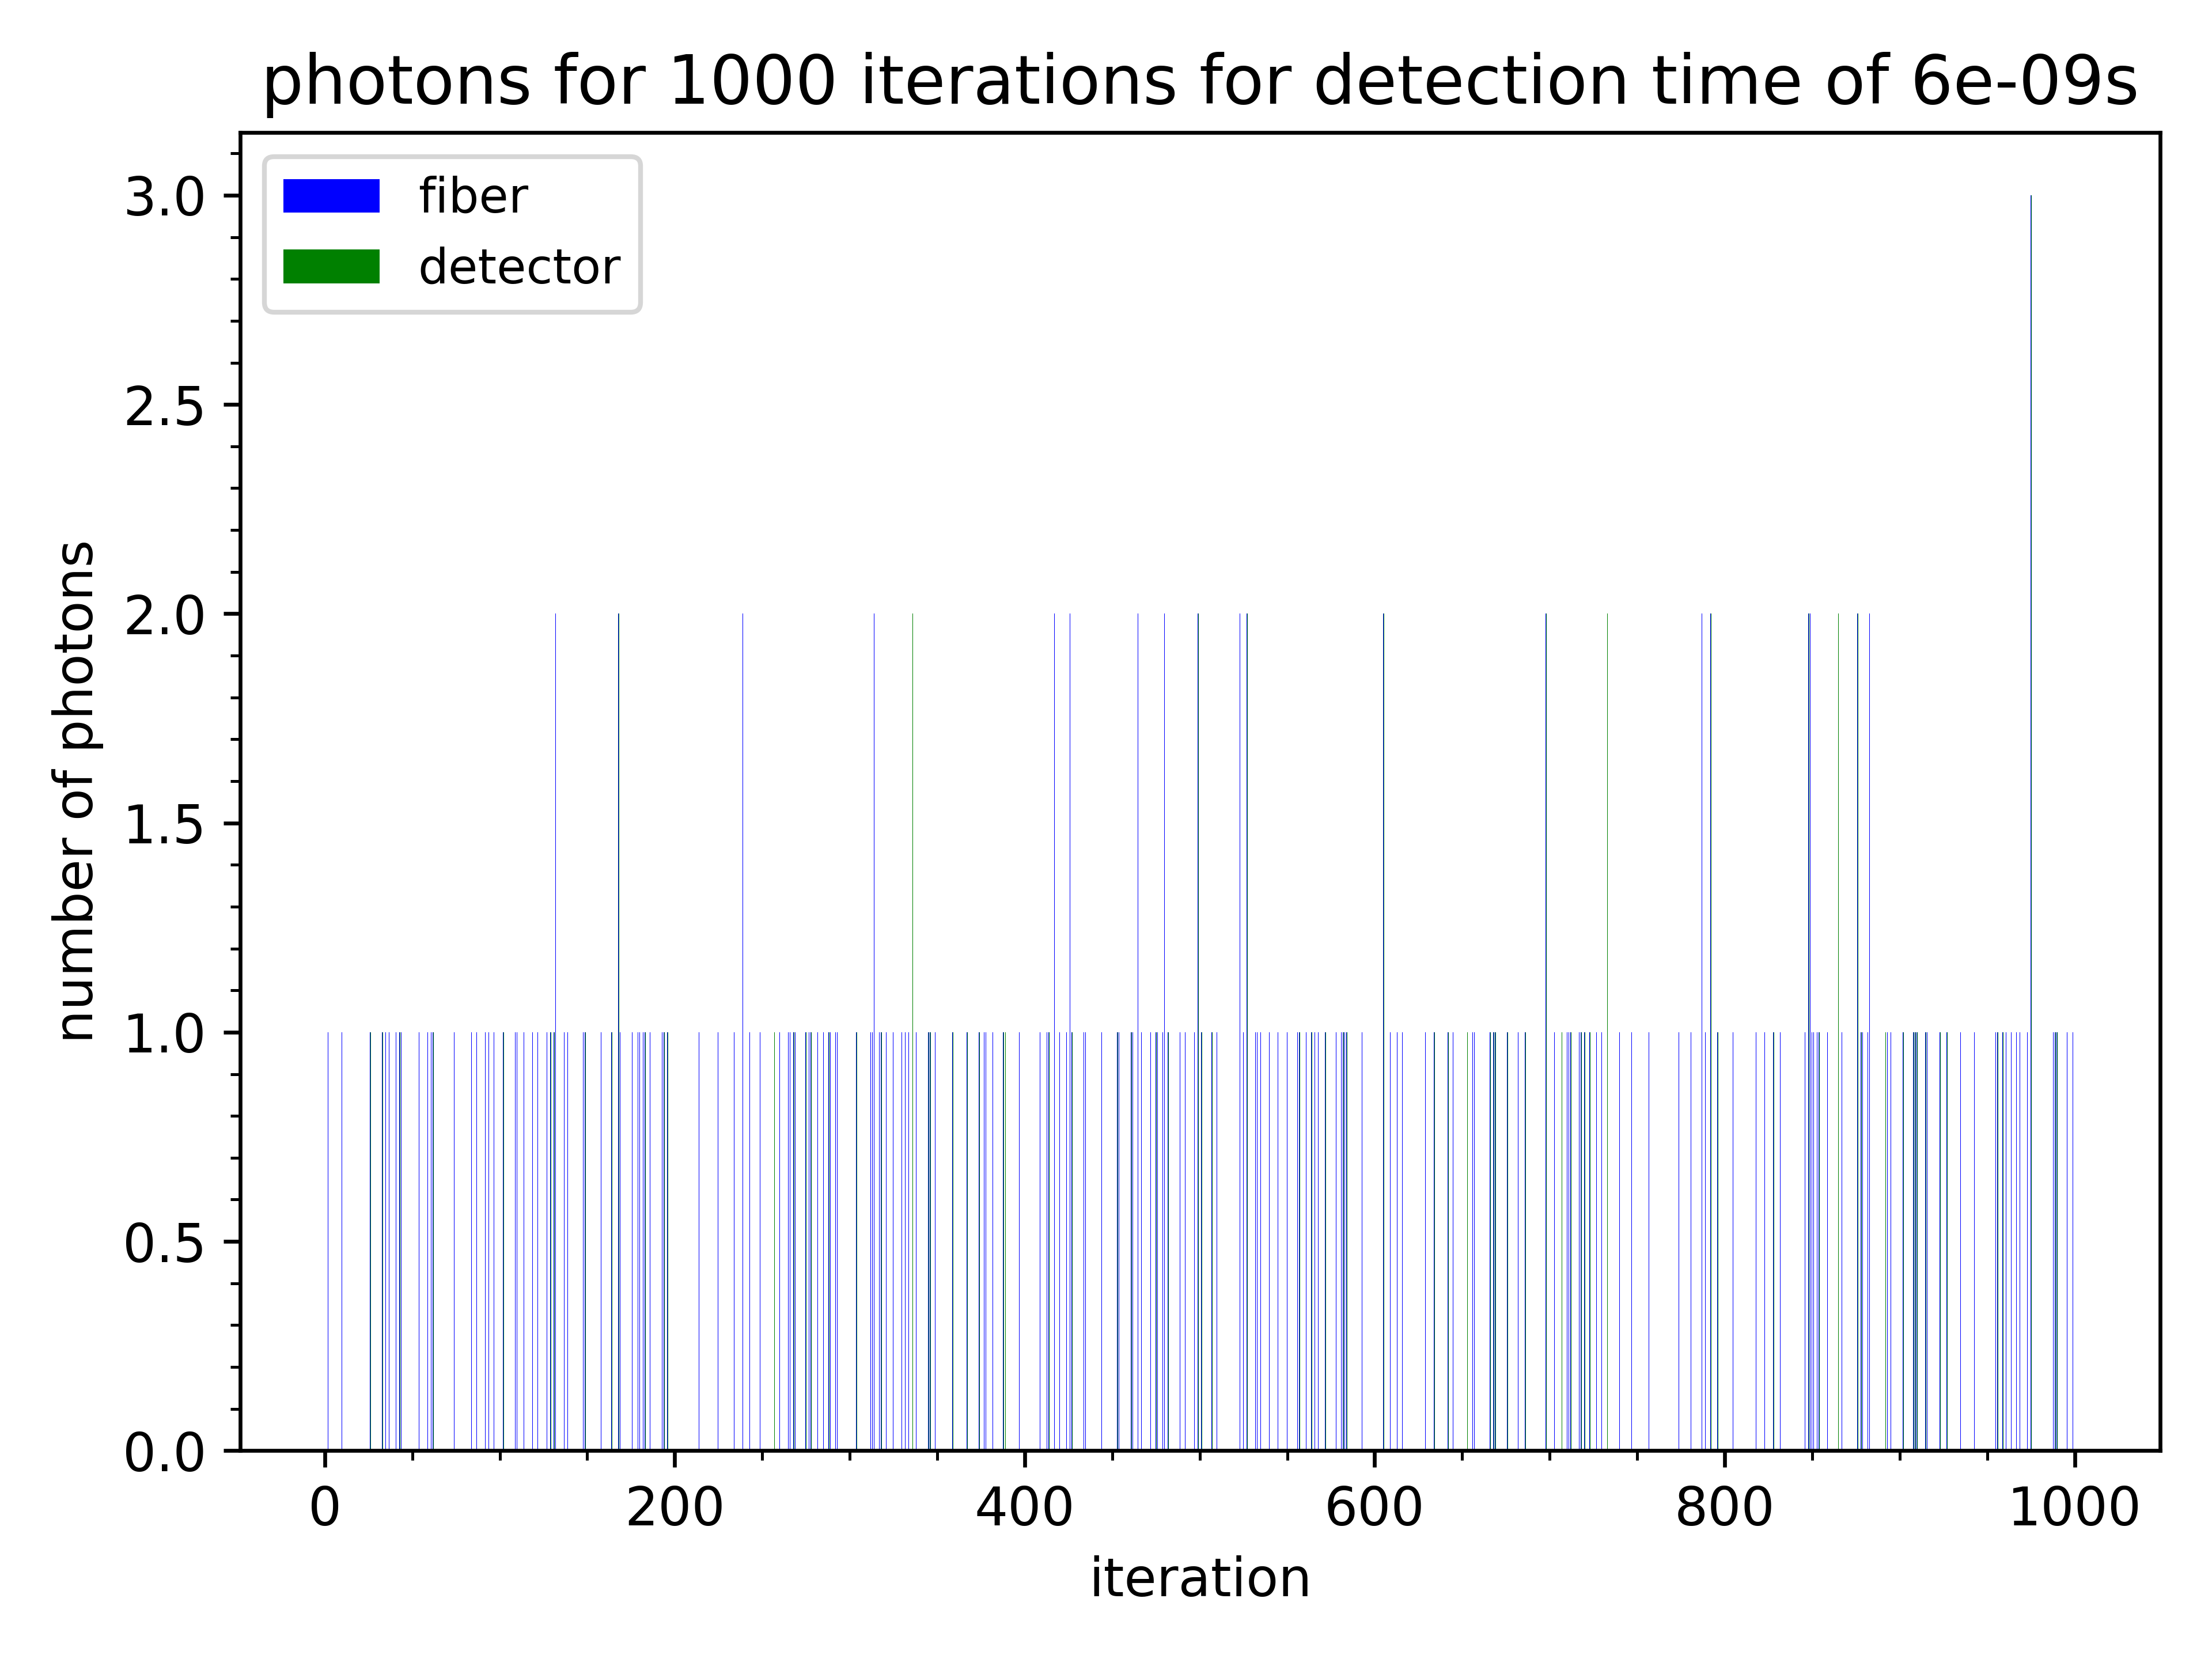 photons for 1000 iterations for detection time of 6e-09s
fiber
detector
3.0
2.5
2.0
1.5
1.0
0.5
0.0
number of photons
0 200 400 600 800 1000
iteration